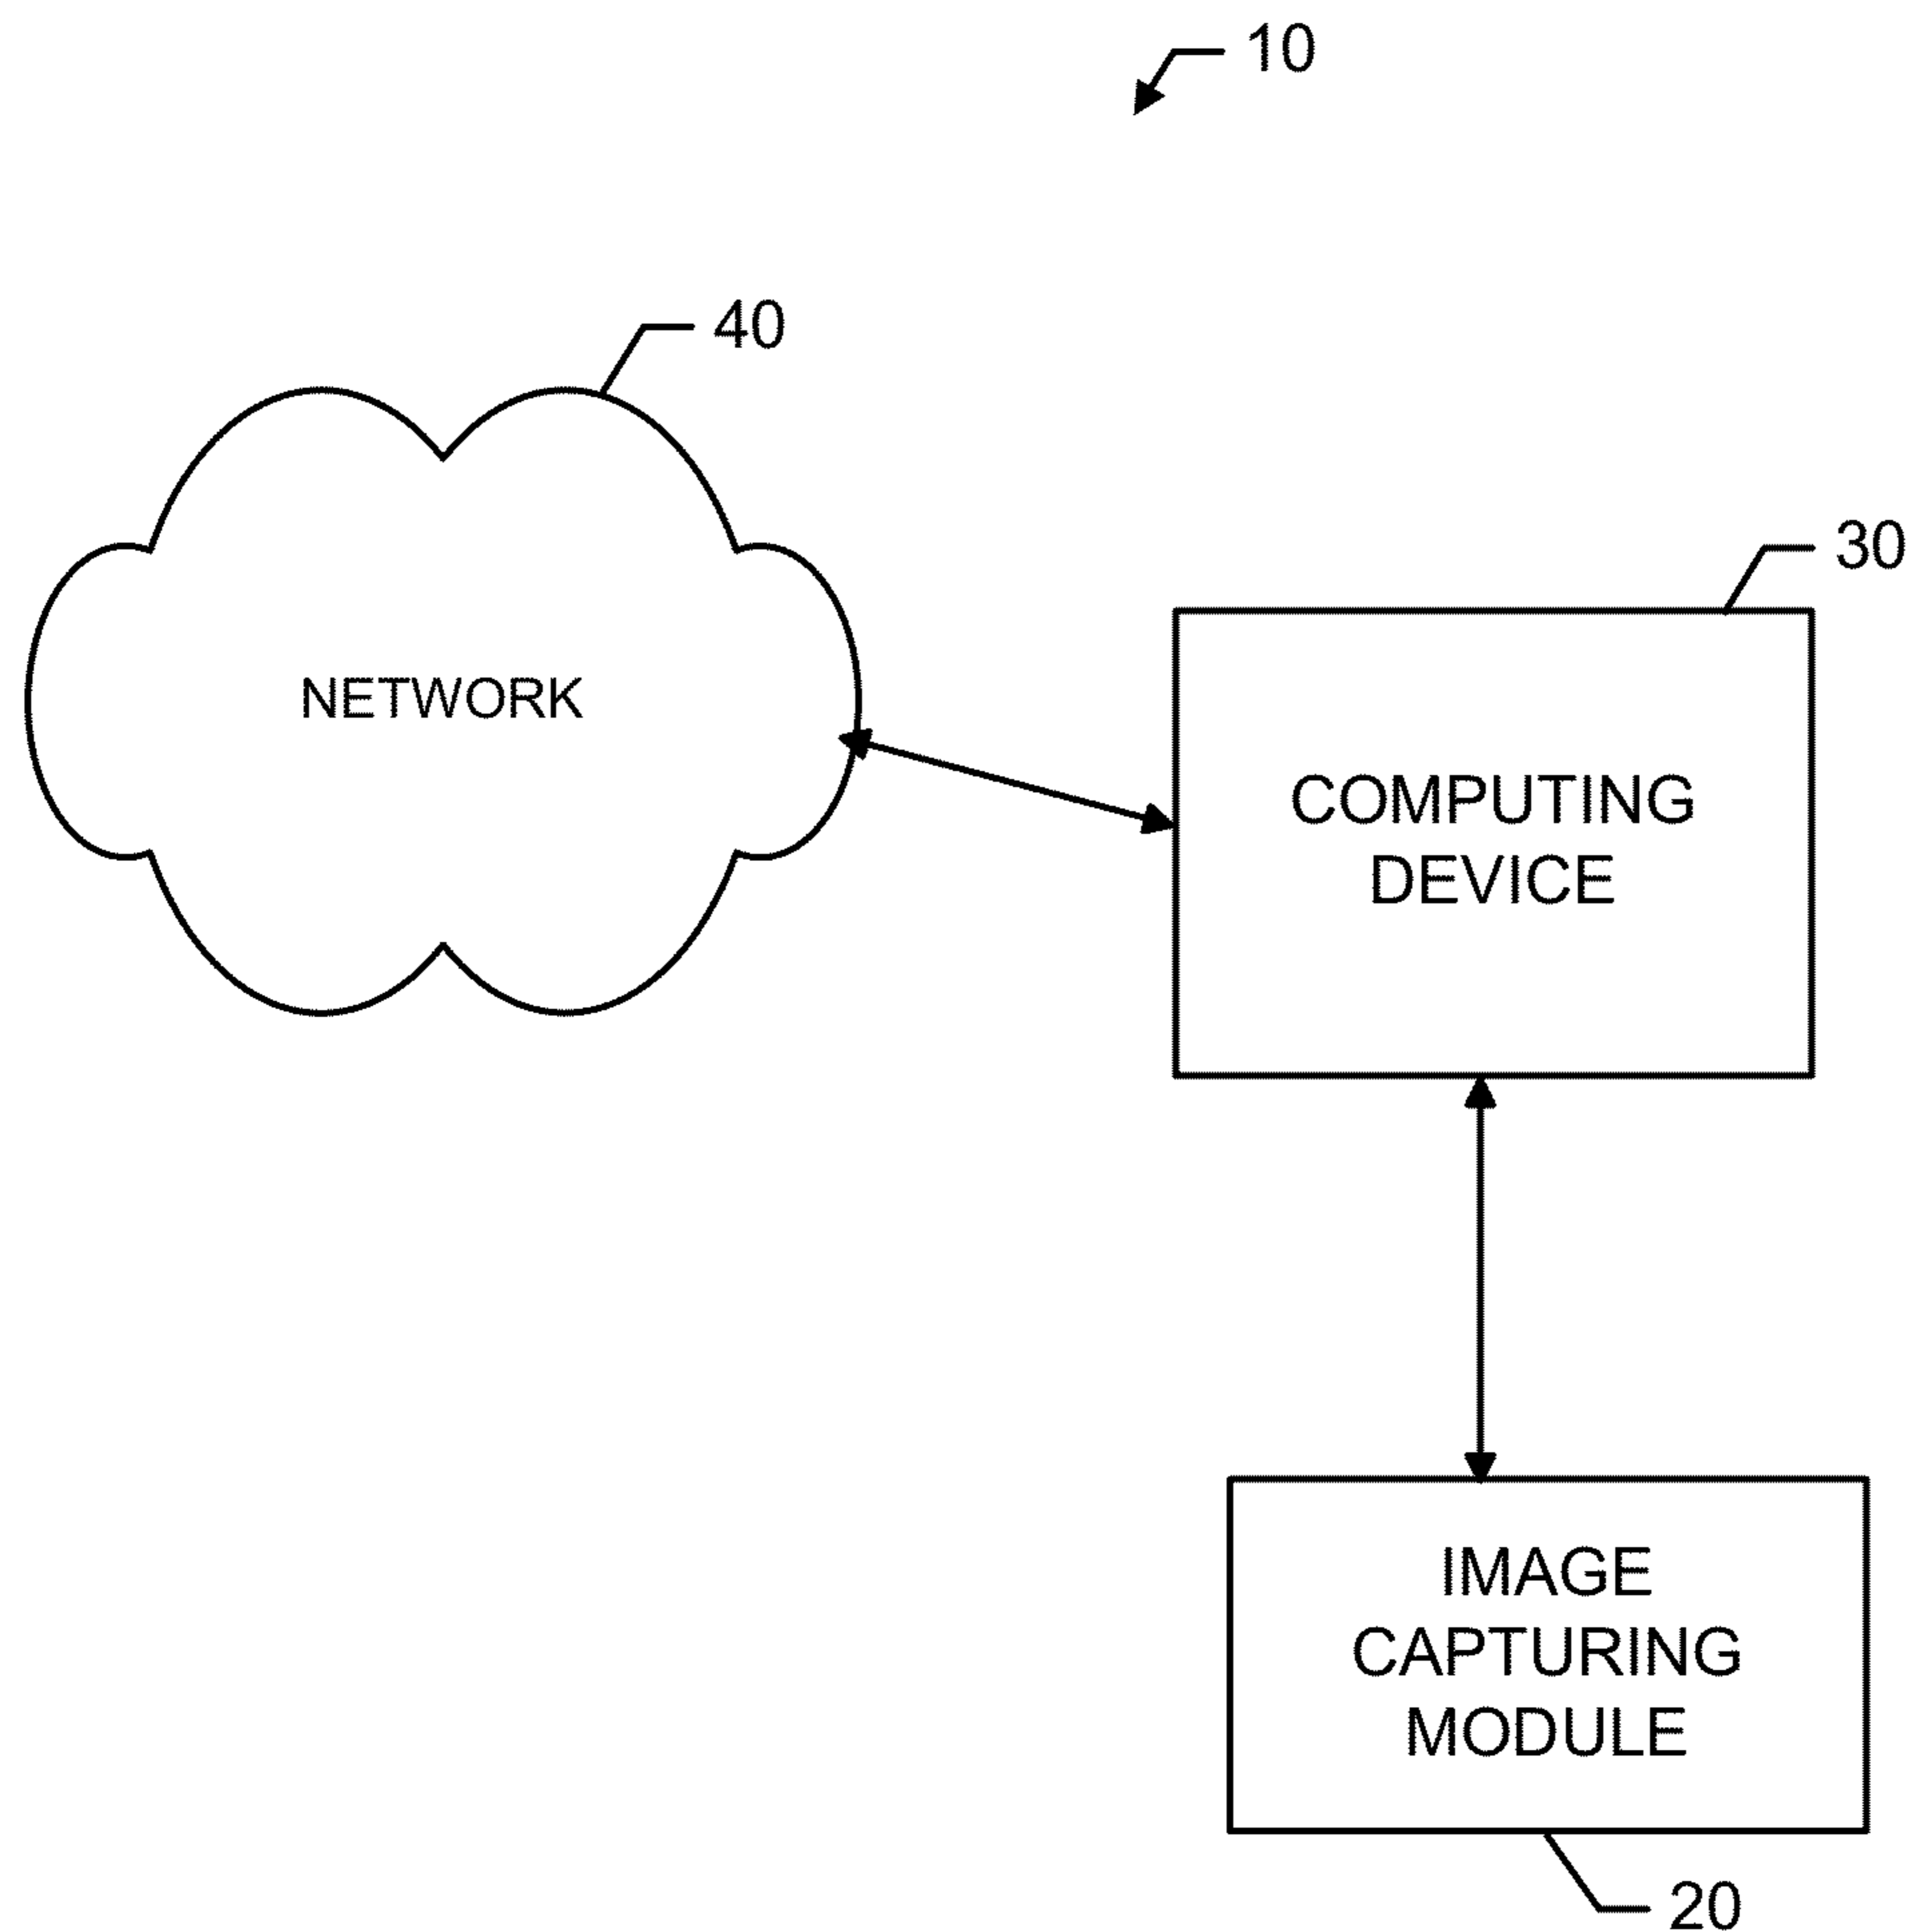 10
40
30
NETWORK
COMPUTING
DEVICE
IMAGE
CAPTURING
MODULE
20